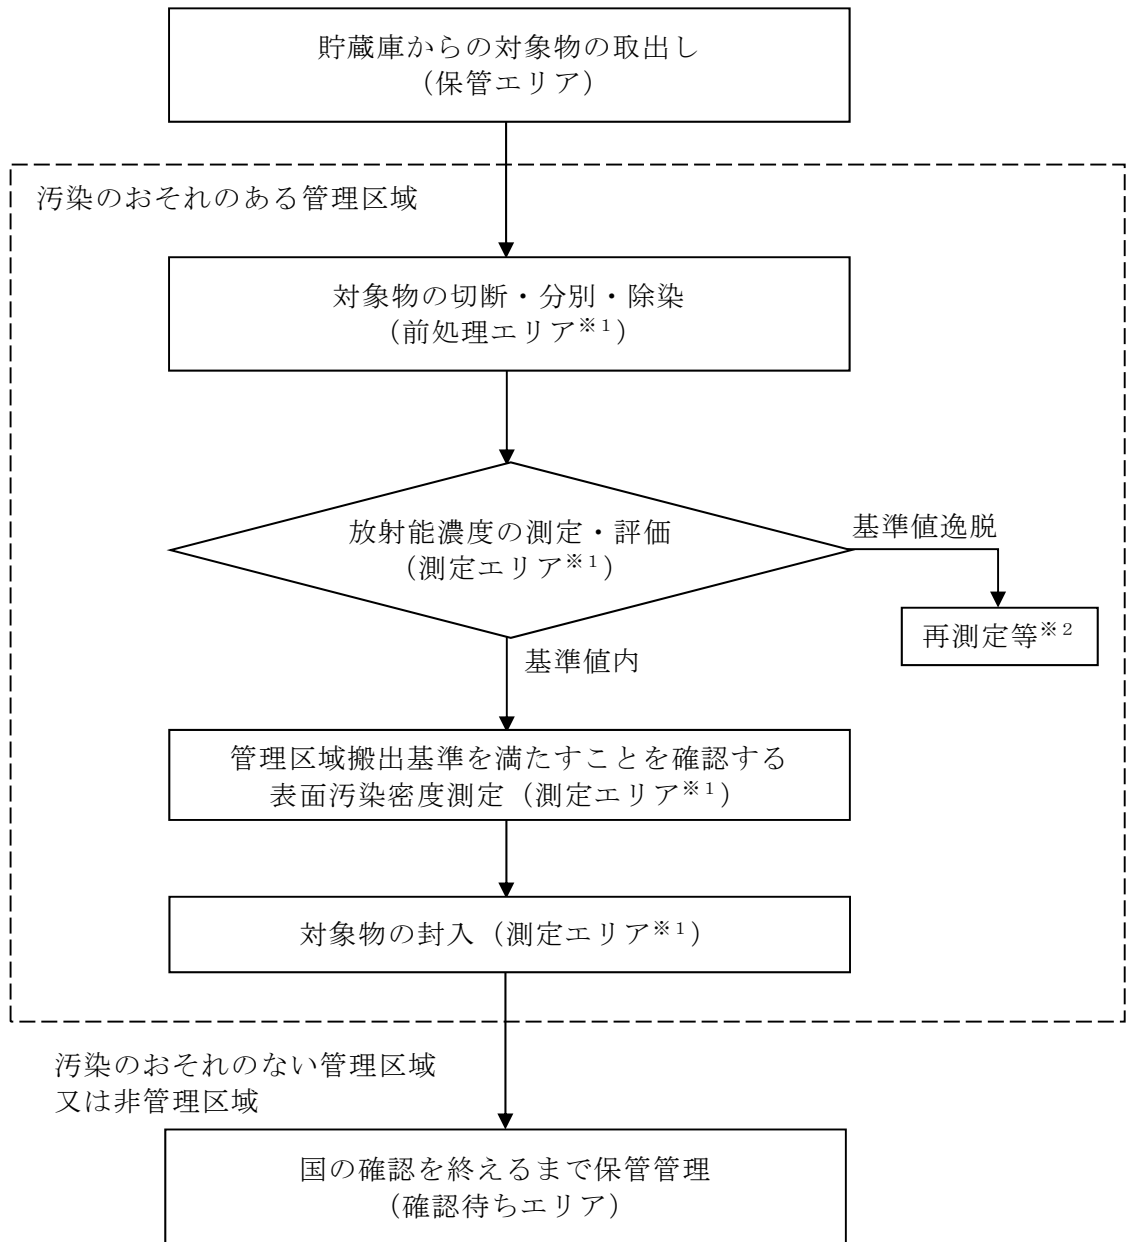 貯蔵庫からの対象物の取出し
(保管エリア)
汚染のおそれのある管理区域
対象物の切断・分別・除染
(前処理エリア※1)
放射能濃度の測定・評価
(測定エリア※1)
基準値逸脱
再測定等※2
基準値内
管理区域搬出基準を満たすことを確認する
表面汚染密度測定(測定エリア※1)
対象物の封入(測定エリア※1)
汚染のおそれのない管理区域
又は非管理区域
国の確認を終えるまで保管管理
(確認待ちエリア)